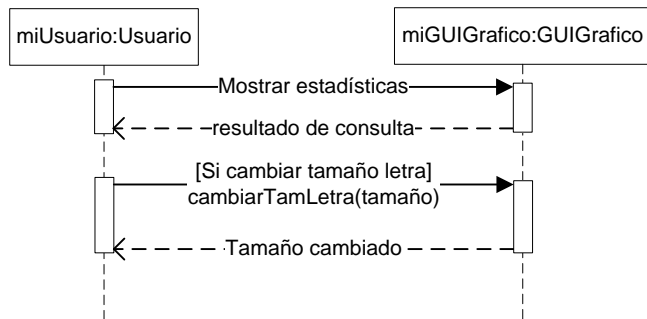 miUsuario:Usuario
miGUIGrafico:GUIGrafico
Mostrar estadísticas
resultado de consulta
[Si cambiar tamaño letra]
cambiarTamLetra(tamaño)
Tamaño cambiado